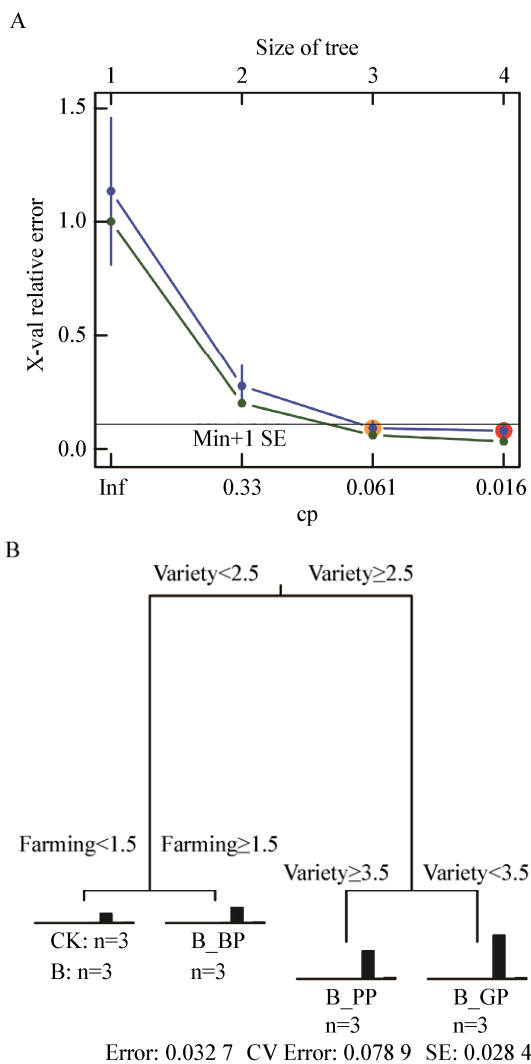 A
Size of tree
1 2 3 4
1.5
1.0
0.5
0.0
X-val relative error
Min+1 SE
Inf 0.33 0.061 0.016
cp
B
Variety<2.5 Variety≥2.5
Farming<1.5 Farming≥1.5
Variety≥3.5 Variety<3.5
CK: n=3 B_BP
B: n=3 n=3
B_PP B_GP
n=3 n=3
Error: 0.032 7 CV Error: 0.078 9 SE: 0.028 4